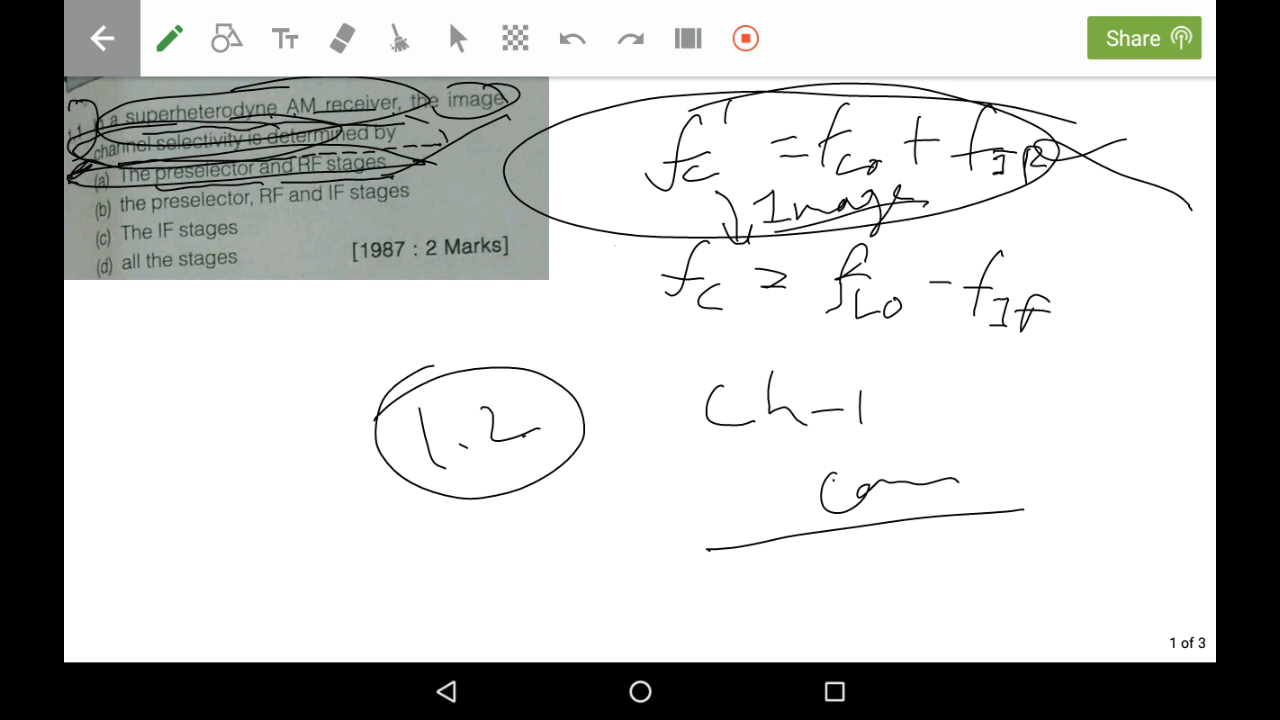 Share
In a superheterodyne AM receiver, the image
channel selectivity is determined by
(a) The preselector and RF stages
(b) the preselector, RF and IF stages
(c) The IF stages
(d) all the stages
[1987 : 2 Marks]
fc' = fLo + fIF
Image
fc = fLO - fIF
1.2
Ch-1
1 of 3